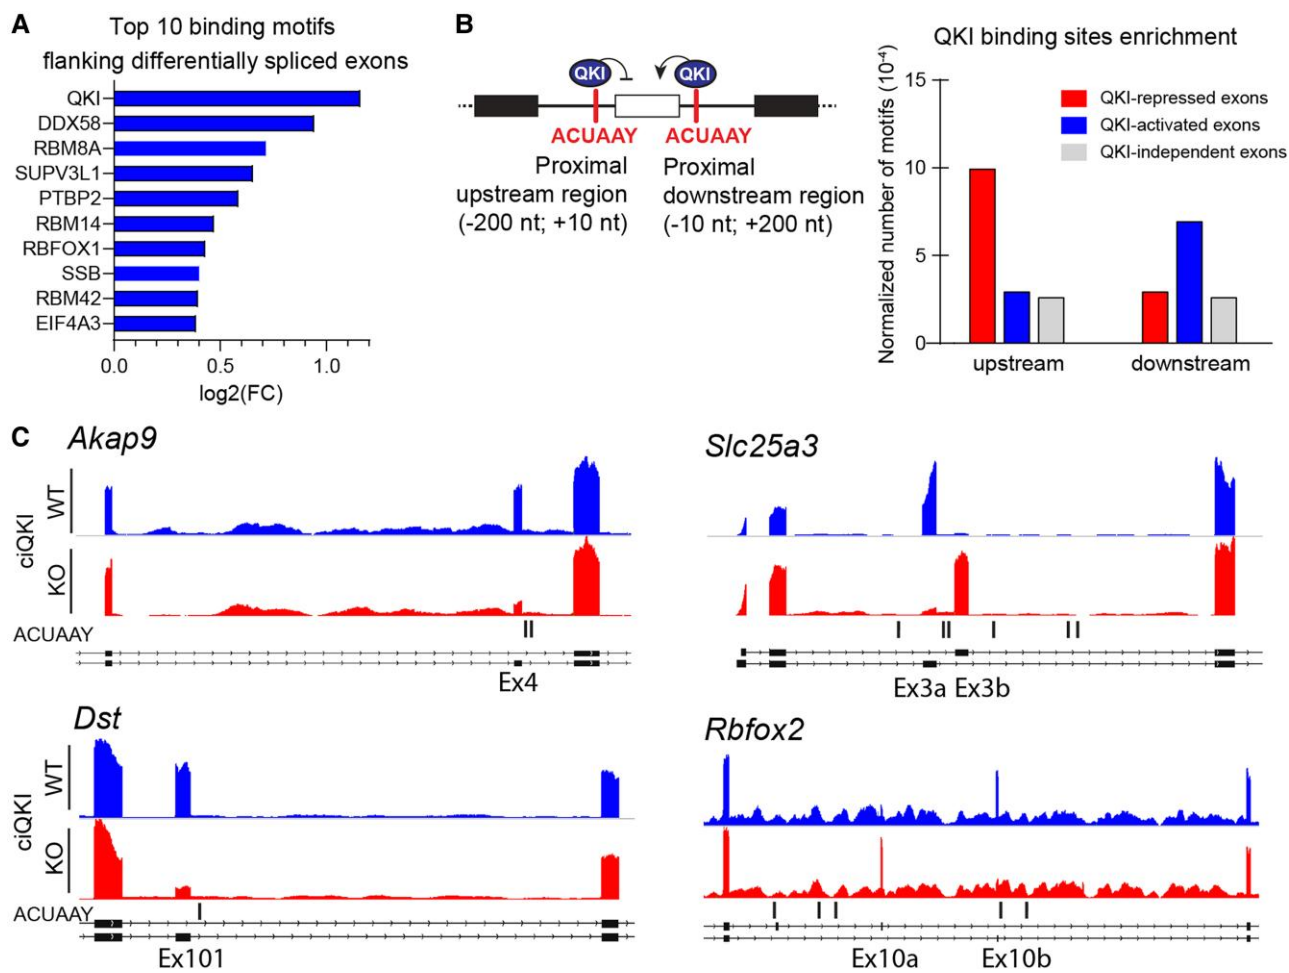 A
Top 10 binding motifs
flanking differentially spliced exons
QKI
DDX58
RBM8A
SUPV3L1
PTBP2
RBM14
RBFOX1
SSB
RBM42
EIF4A3
0.0 0.5 1.0
log2(FC)
B
QKI QKI
ACUAAY ACUAAY
Proximal
upstream region
(-200 nt; +10 nt)
Proximal
downstream region
(-10 nt; +200 nt)
QKI binding sites enrichment
Normalized number of motifs (10⁻⁴)
15
10
5
0
QKI-repressed exons
QKI-activated exons
QKI-independent exons
upstream downstream
C
Akap9
ciQKI
WT
KO
ACUAAY
Ex4
Slc25a3
Ex3a Ex3b
Dst
ciQKI
WT
KO
ACUAAY
Ex101
Rbfox2
Ex10a Ex10b